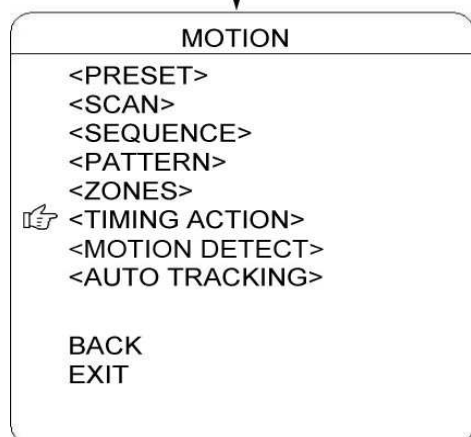 MOTION
<PRESET>
<SCAN>
<SEQUENCE>
<PATTERN>
<ZONES>
<TIMING ACTION>
<MOTION DETECT>
<AUTO TRACKING>
BACK
EXIT